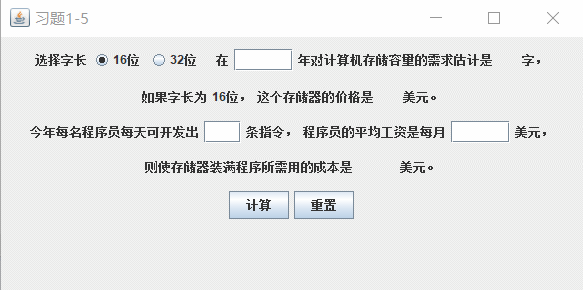 习题1-5
选择字长 16位 32位 在 年对计算机存储容量的需求估计是 字，
如果字长为 16位， 这个存储器的价格是 美元。
今年每名程序员每天可开发出 条指令， 程序员的平均工资是每月 美元，
则使存储器装满程序所需用的成本是 美元。
计算 重置